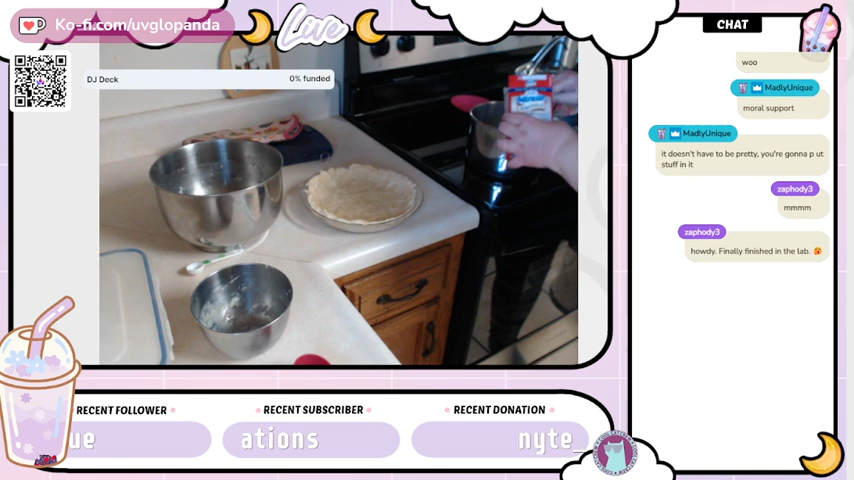 Ko-fi.com/uvglopanda
Live
DJ Deck
0% funded
CHAT
woo
MadlyUnique
moral support
MadlyUnique
it doesn't have to be pretty, you're gonna p ut
stuff in it
zaphody3
mmmm
zaphody3
howdy. Finally finished in the lab.
RECENT FOLLOWER
RECENT SUBSCRIBER
RECENT DONATION
ue
ations
nyte_